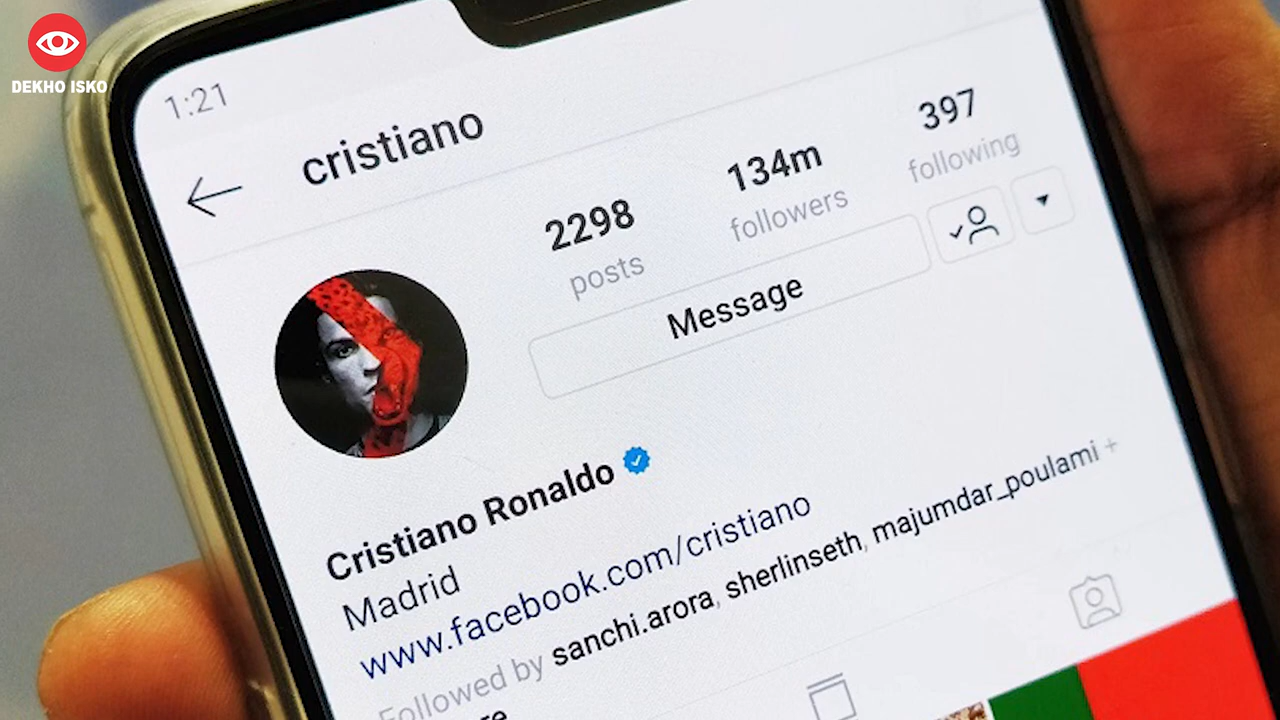 DEKHO ISKO
1:21
cristiano
2298
posts
134m
followers
397
following
Message
Cristiano Ronaldo
Madrid
www.facebook.com/cristiano
Followed by sanchi.arora, sherlinseth, majumdar_poulami +